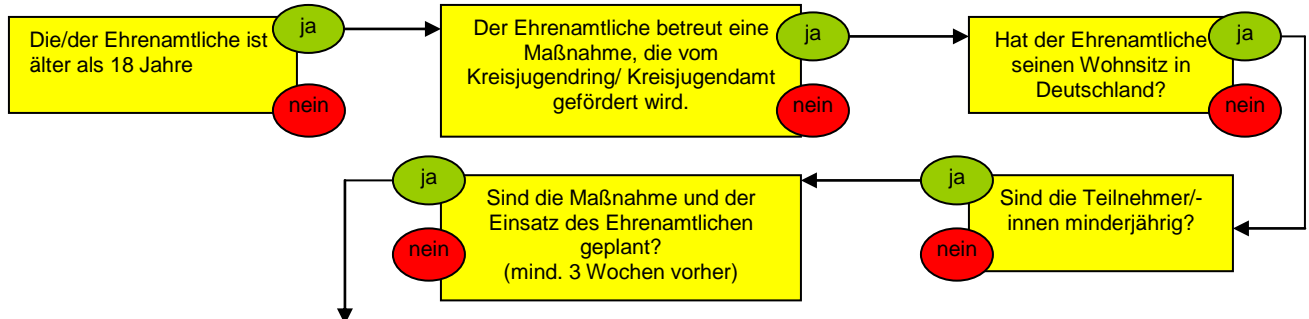 Die/der Ehrenamtliche ist
älter als 18 Jahre
ja
nein
Der Ehrenamtliche betreut eine
Maßnahme, die vom
Kreisjugendring/ Kreisjugendamt
gefördert wird.
ja
nein
Hat der Ehrenamtliche
seinen Wohnsitz in
Deutschland?
ja
nein
Sind die Teilnehmer/-
innen minderjährig?
ja
nein
Sind die Maßnahme und der
Einsatz des Ehrenamtlichen
geplant?
(mind. 3 Wochen vorher)
ja
nein